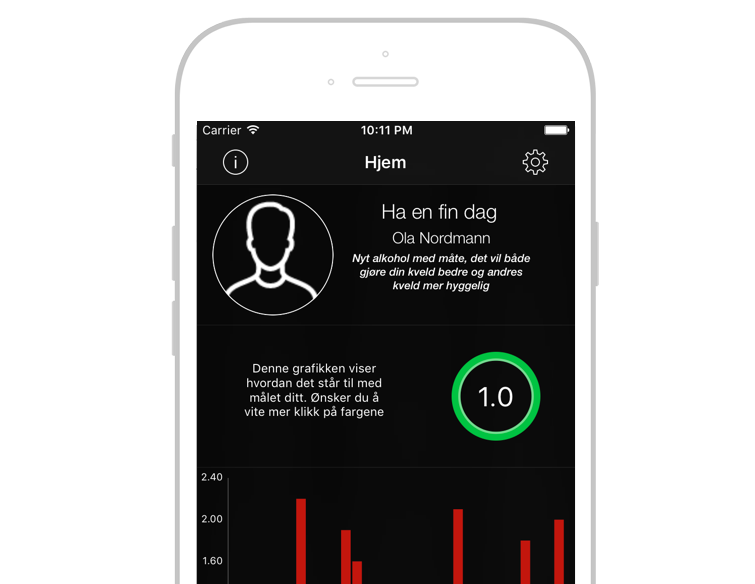 Carrier 10:11 PM
i Hjem
Ha en fin dag
Ola Nordmann
Nyt alkohol med måte, det vil både
gjøre din kveld bedre og andres
kveld mer hyggelig
Denne grafikken viser
hvordan det står til med
målet ditt. Ønsker du å
vite mer klikk på fargene
1.0
2.40
2.00
1.60